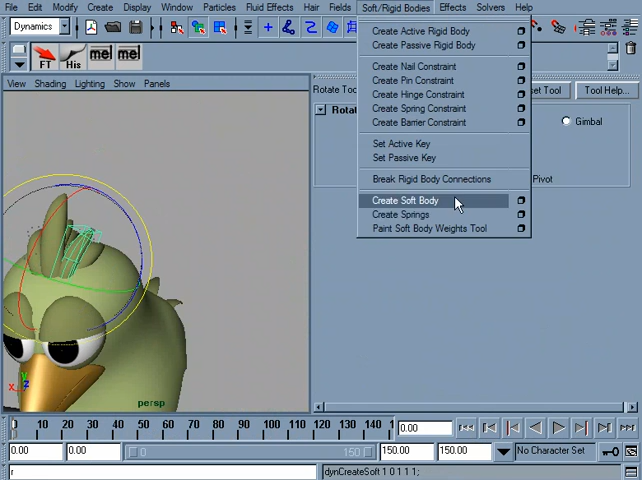 File Edit Modify Create Display Window Particles Fluid Effects Hair Fields Soft/Rigid Bodies Effects Solvers Help
Dynamics
FT His mel mel
View Shading Lighting Show Panels
Create Active Rigid Body
Create Passive Rigid Body
Create Nail Constraint
Create Pin Constraint
Create Hinge Constraint
Create Spring Constraint
Create Barrier Constraint
Set Active Key
Set Passive Key
Break Rigid Body Connections
Create Soft Body
Create Springs
Paint Soft Body Weights Tool
Rotate Too
set Tool Tool Help...
Rotat
Gimbal
Pivot
y
x z
persp
0 10 20 30 40 50 60 70 80 90 100 110 120 130 140 1
0.00
0.00 0.00 0 150 150.00 150.00 No Character Set
r dynCreateSoft 1 0 1 1 1;